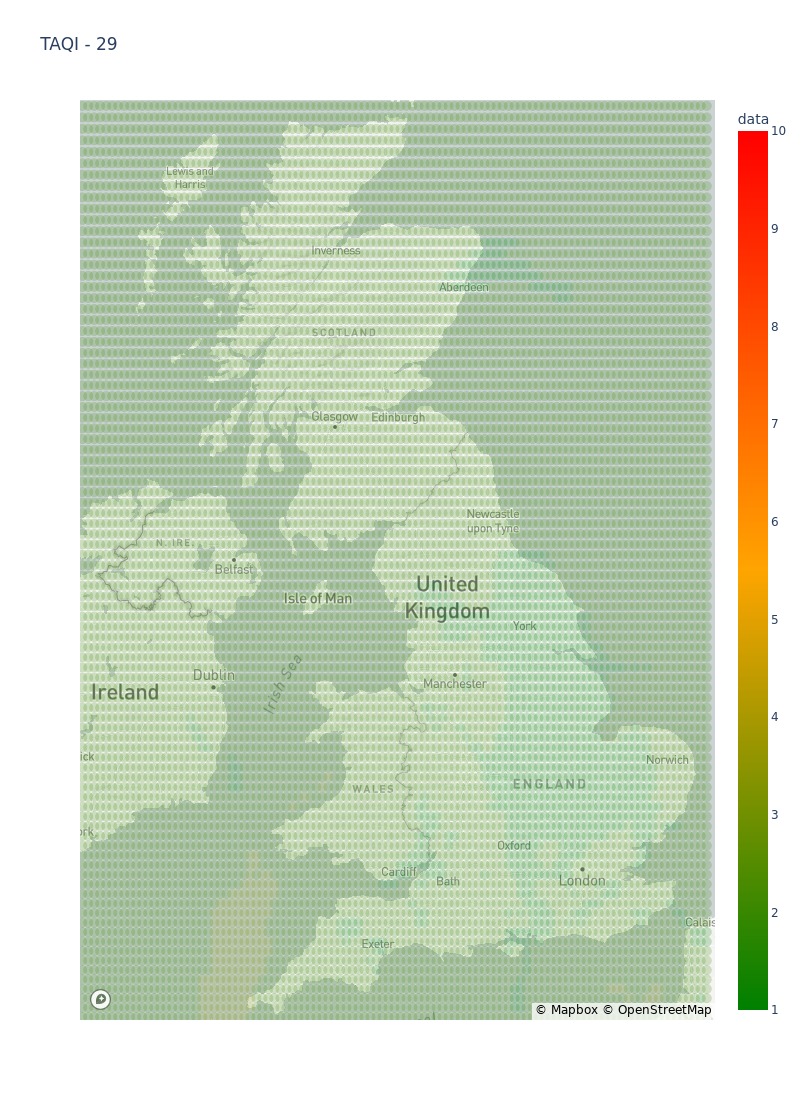 TAQI - 29
data
10
9
8
7
6
5
4
3
2
1
Lewis and
Harris
Inverness
Aberdeen
SCOTLAND
Glasgow
Edinburgh
Newcastle
upon Tyne
N. IRE.
Belfast
Isle of Man
United
Kingdom
York
Dublin
Irish Sea
Manchester
Ireland
ick
Norwich
WALES
ENGLAND
ork
Oxford
Cardiff
Bath
London
Calais
Exeter
© Mapbox © OpenStreetMap